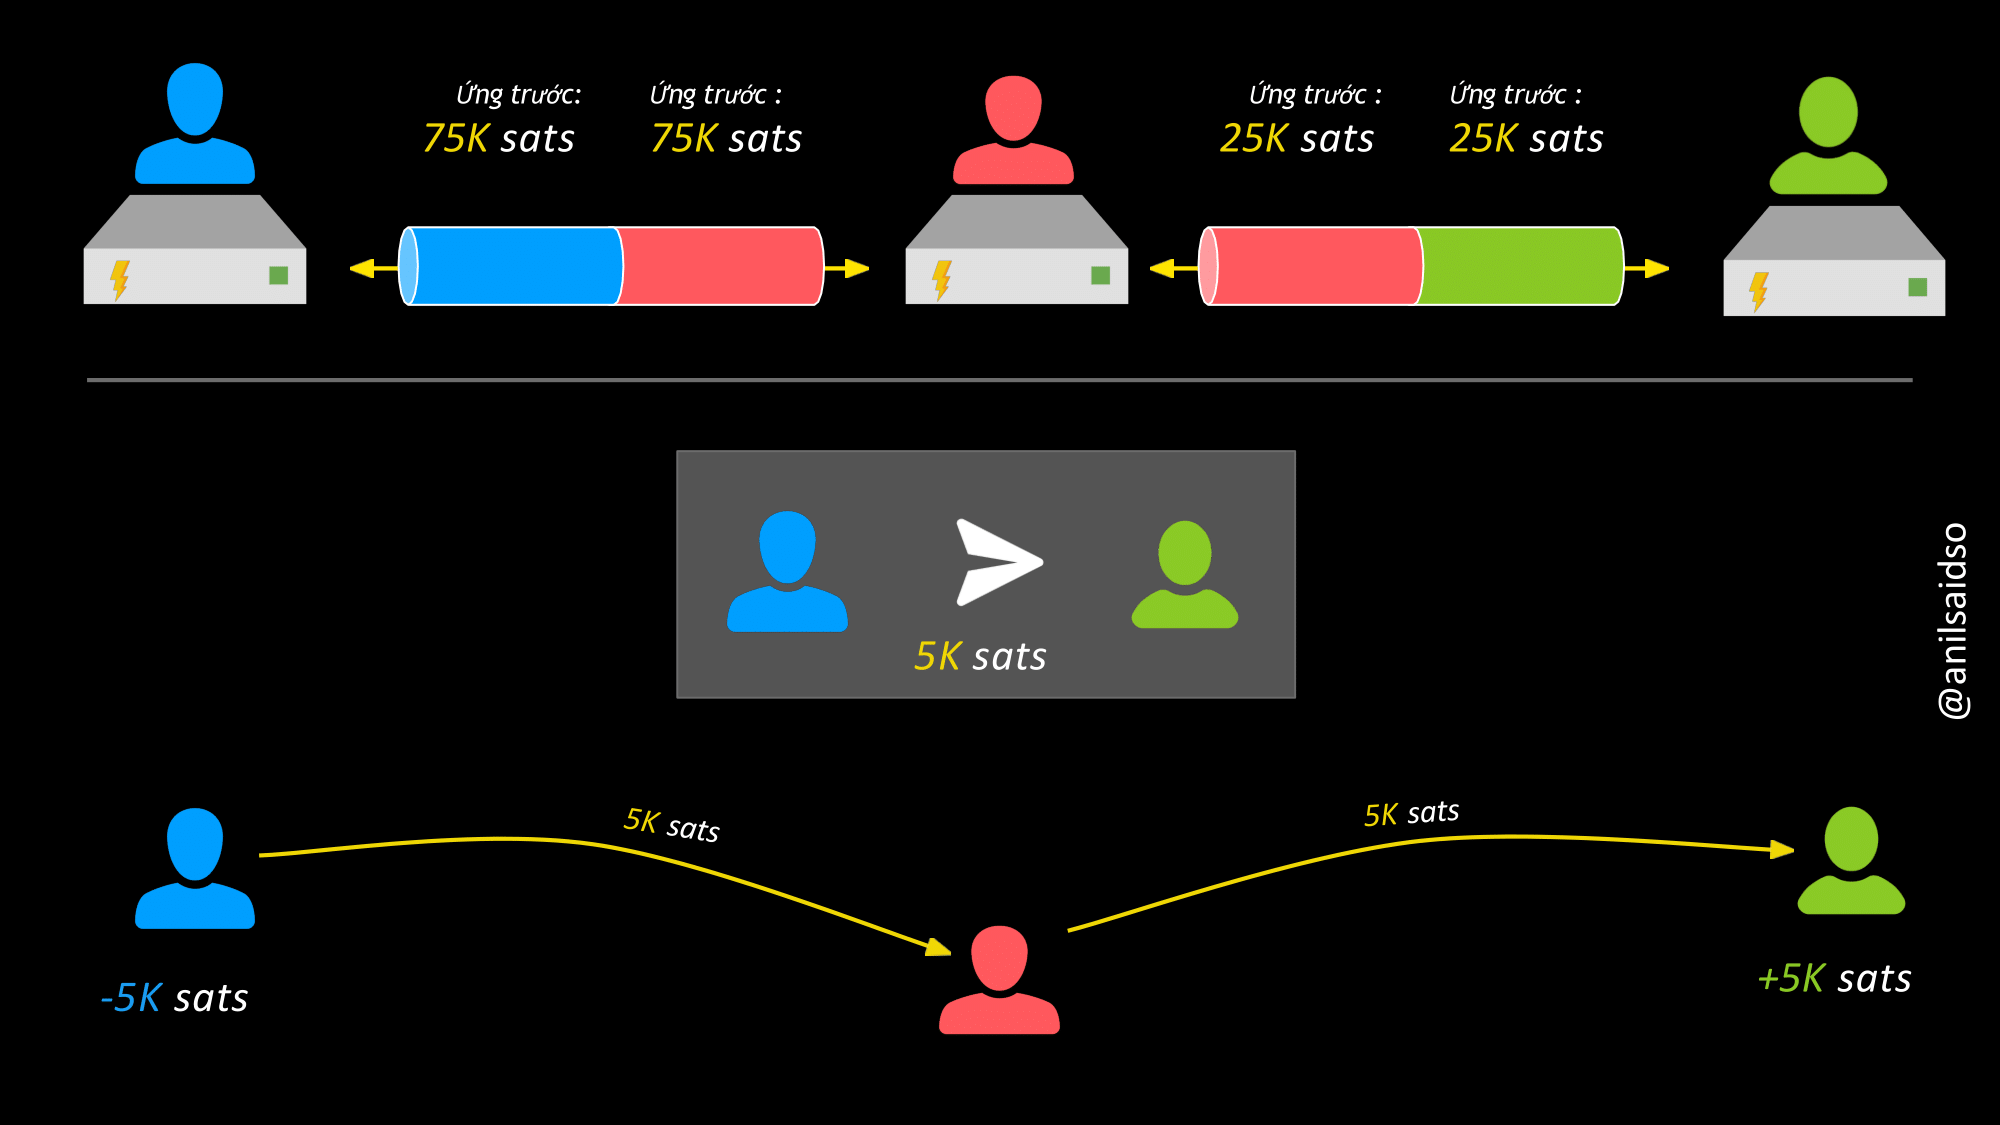 Ứng trước:
75K sats
Ứng trước :
75K sats
Ứng trước :
25K sats
Ứng trước :
25K sats
5K sats
@anilsaidso
5K sats
5K sats
-5K sats
+5K sats